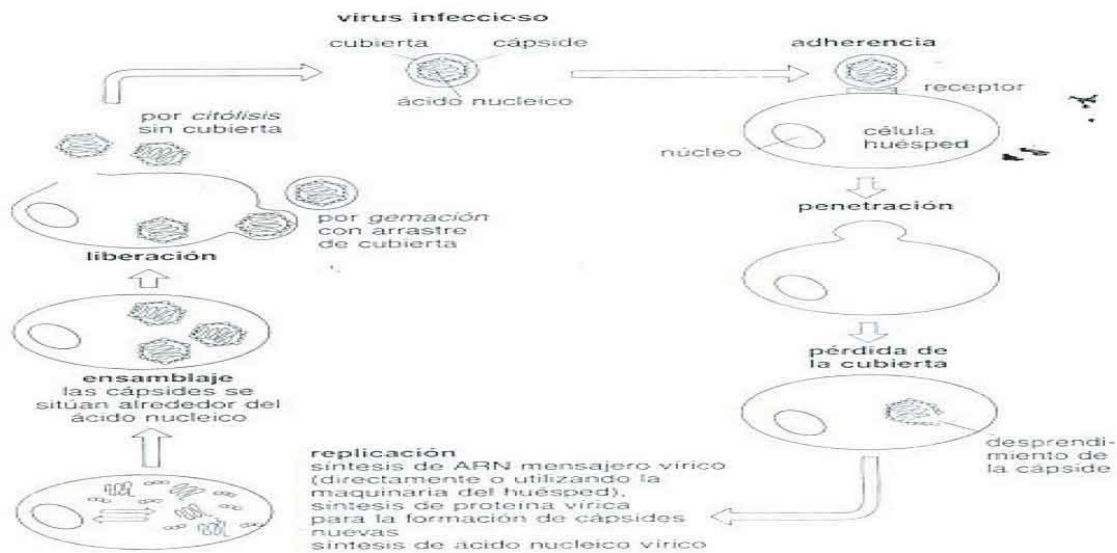 virus infeccioso
cubierta
cápside
ácido nucleico
adherencia
receptor
célula
huésped
núcleo
penetración
pérdida de
la cubierta
desprendi-
miento de
la cápside
replicación
síntesis de ARN mensajero vírico
(directamente o utilizando la
maquinaria del huésped),
síntesis de proteína vírica
para la formación de cápsides
nuevas
síntesis de ácido nucleico vírico
ensamblaje
las cápsides se
sitúan alrededor del
ácido nucleico
liberación
por gemación
con arrastre
de cubierta
por citólisis
sin cubierta